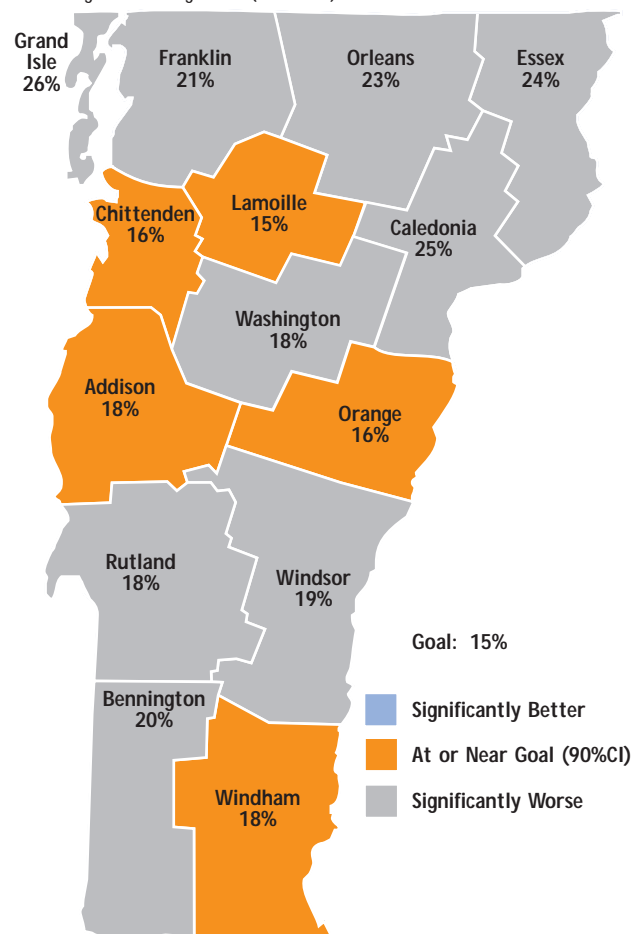 Grand
Isle
26%
Franklin
21%
Orleans
23%
Essex
24%
Chittenden
16%
Lamoille
15%
Caledonia
25%
Washington
18%
Addison
18%
Orange
16%
Rutland
18%
Windsor
19%
Goal: 15%
Bennington
20%
Significantly Better
At or Near Goal (90%CI)
Windham
18%
Significantly Worse